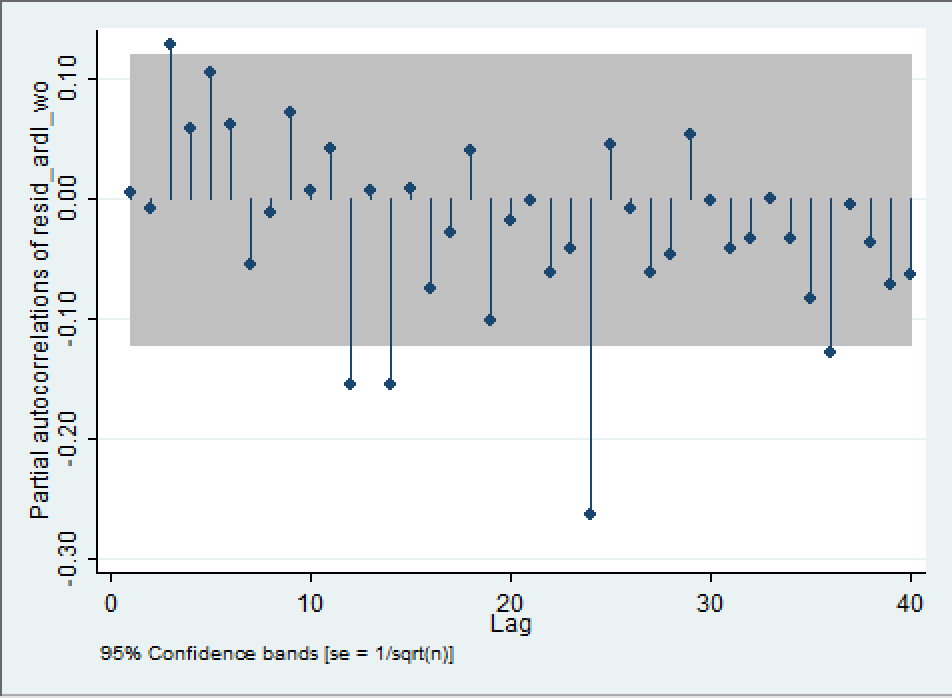 Partial autocorrelations of resid_ardl_wo
0.10
0.00
-0.10
-0.20
-0.30
0 10 20 30 40
Lag
95% Confidence bands [se = 1/sqrt(n)]